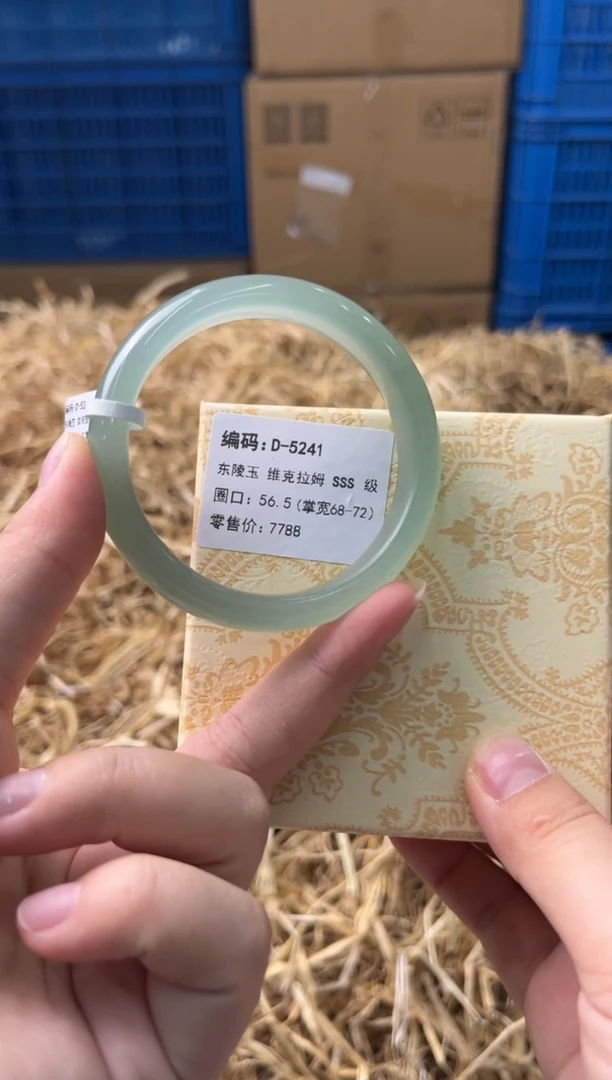 编码:D-5241
东陵玉 维克拉姆 SSS 级
圈口: 56.5(掌宽68-72)
零售价: 7788